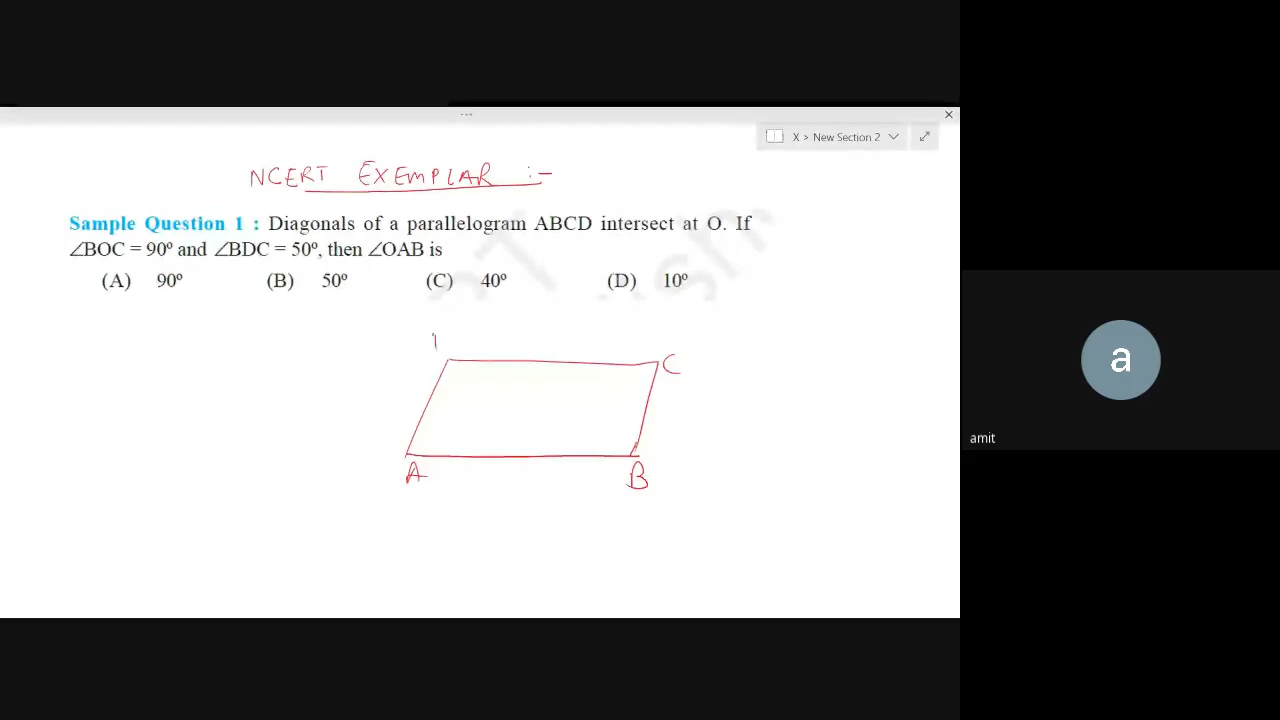 X > New Section 2
NCERT EXEMPLAR :-
Sample Question 1 : Diagonals of a parallelogram ABCD intersect at O. If
∠BOC = 90º and ∠BDC = 50º, then ∠OAB is
(A) 90º (B) 50º (C) 40º (D) 10º
C
A B
a
amit